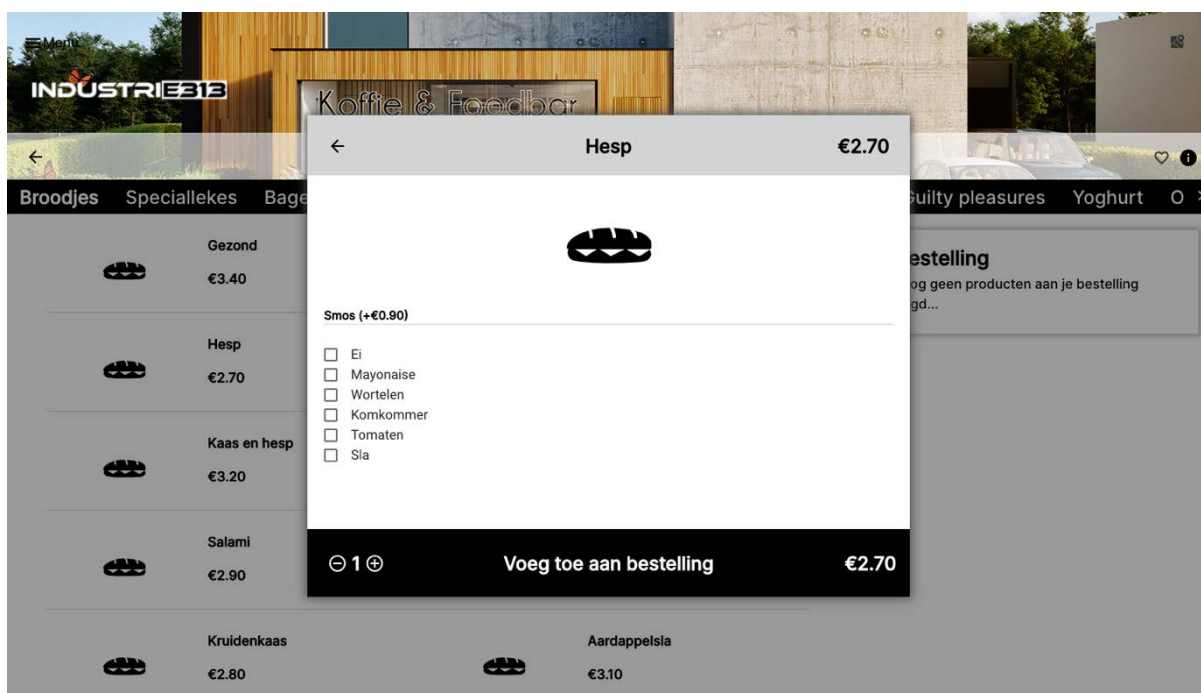 Menu
INDUSTRIE313
Koffie & Foodbar
Hesp
€2.70
Broodjes
Speciallekes
Bage
Guilty pleasures
Yoghurt
O
Gezond
€3.40
Hesp
€2.70
Kaas en hesp
€3.20
Salami
€2.90
Kruidenkaas
€2.80
Aardappelsla
€3.10
Smos (+€0.90)
Ei
Mayonaise
Wortelen
Komkommer
Tomaten
Sla
1
Voeg toe aan bestelling
€2.70
estelling
og geen producten aan je bestelling
gd...